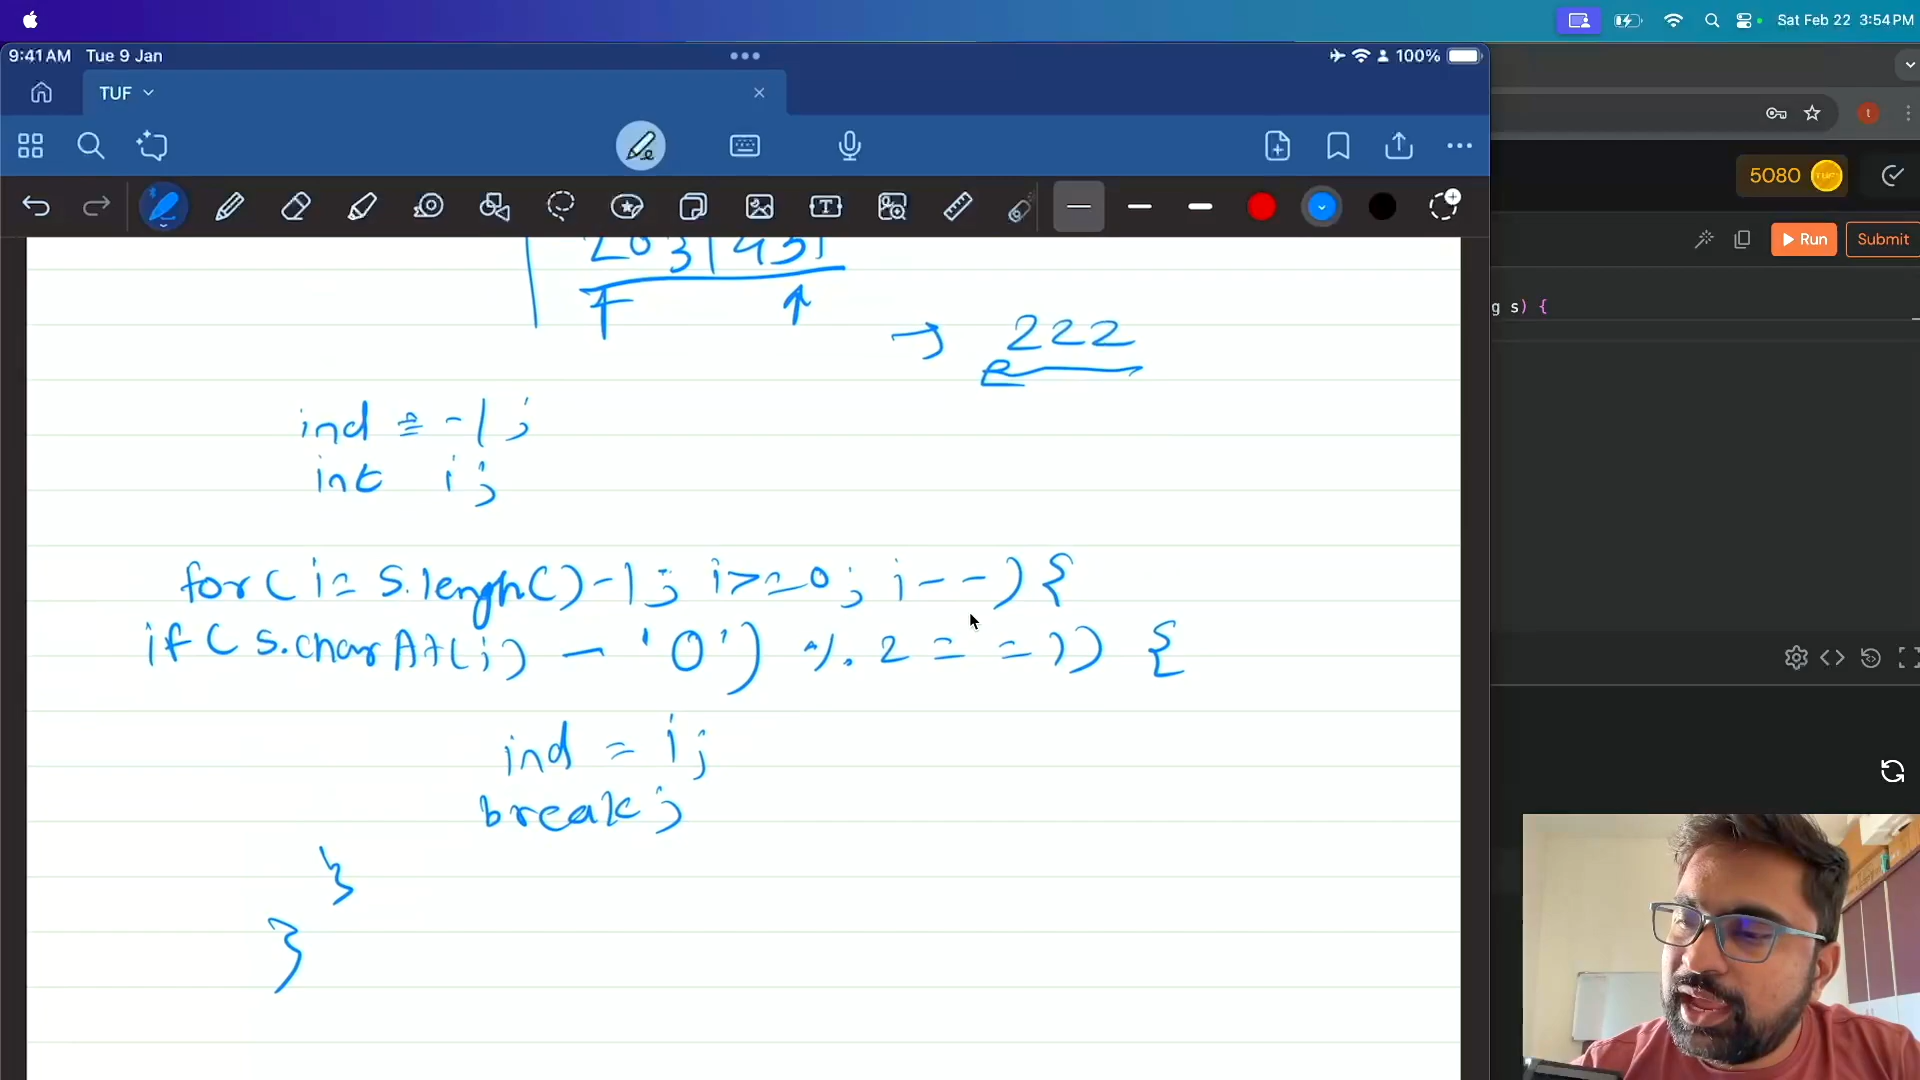 Sat Feb 22 3:54 PM
9:41 AM Tue 9 Jan
100%
TUF
t
5080
Run
Submit
T
g s) {
→ 222
ind = -1;
int i;
for( i= s.lengh()-1; i>=0; i--){
if( s.charAt(i) - '0') %. 2 = = 1) {
ind = i;
break;
}
}